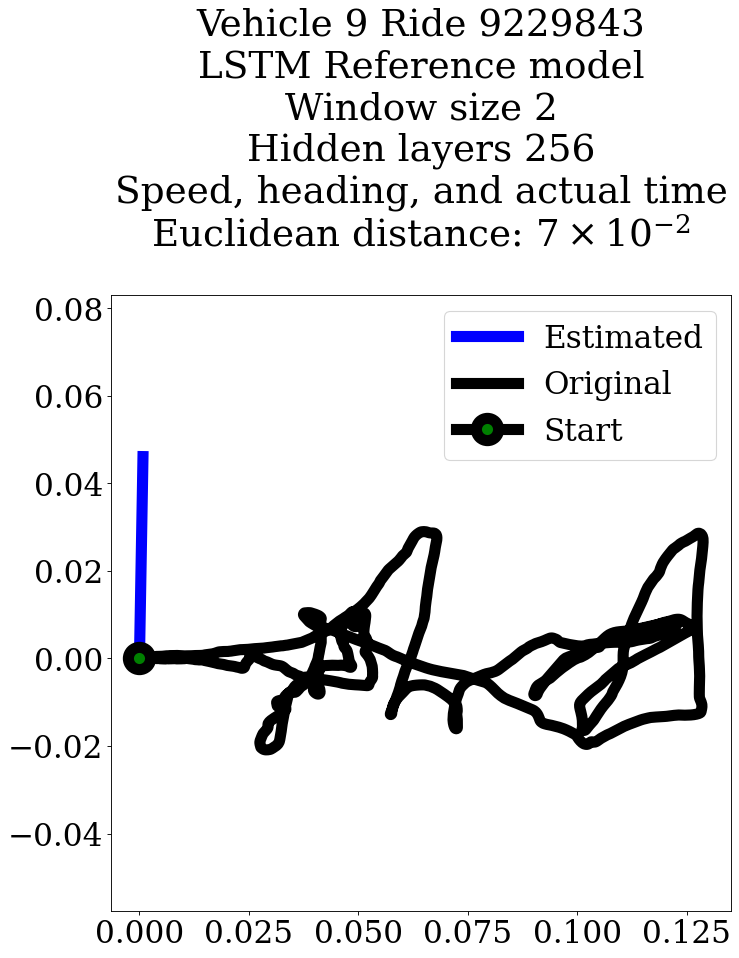 Vehicle 9 Ride 9229843
LSTM Reference model
Window size 2
Hidden layers 256
Speed, heading, and actual time
Euclidean distance: 7 × 10⁻²
0.08
0.06
0.04
0.02
0.00
−0.02
−0.04
Estimated
Original
Start
0.000 0.025 0.050 0.075 0.100 0.125